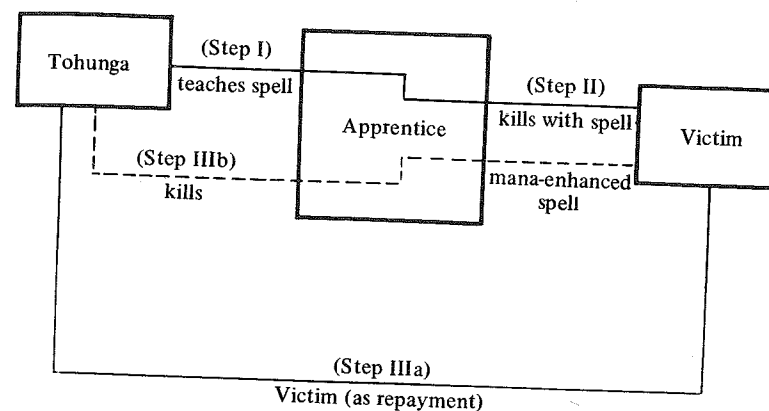 Tohunga
(Step I)
teaches spell
Apprentice
(Step II)
kills with spell
Victim
(Step IIIb)
kills
mana-enhanced
spell
(Step IIIa)
Victim (as repayment)